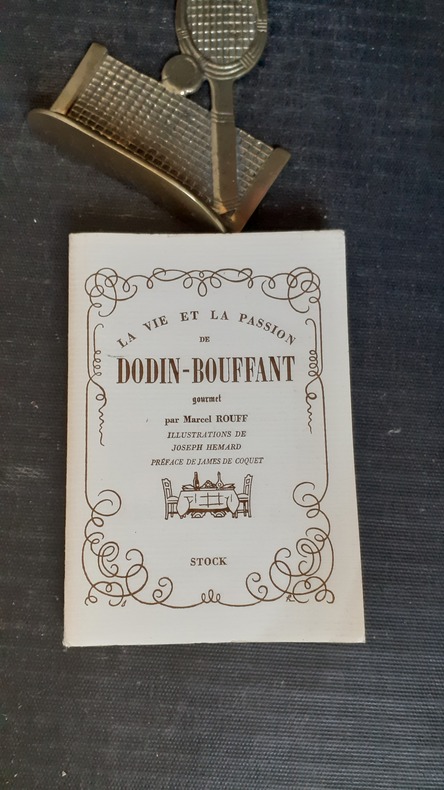 LA VIE ET LA PASSION
DE
DODIN-BOUFFANT
gourmet
par Marcel ROUFF
ILLUSTRATIONS DE
JOSEPH HEMARD
PRÉFACE DE JAMES DE COQUET
STOCK